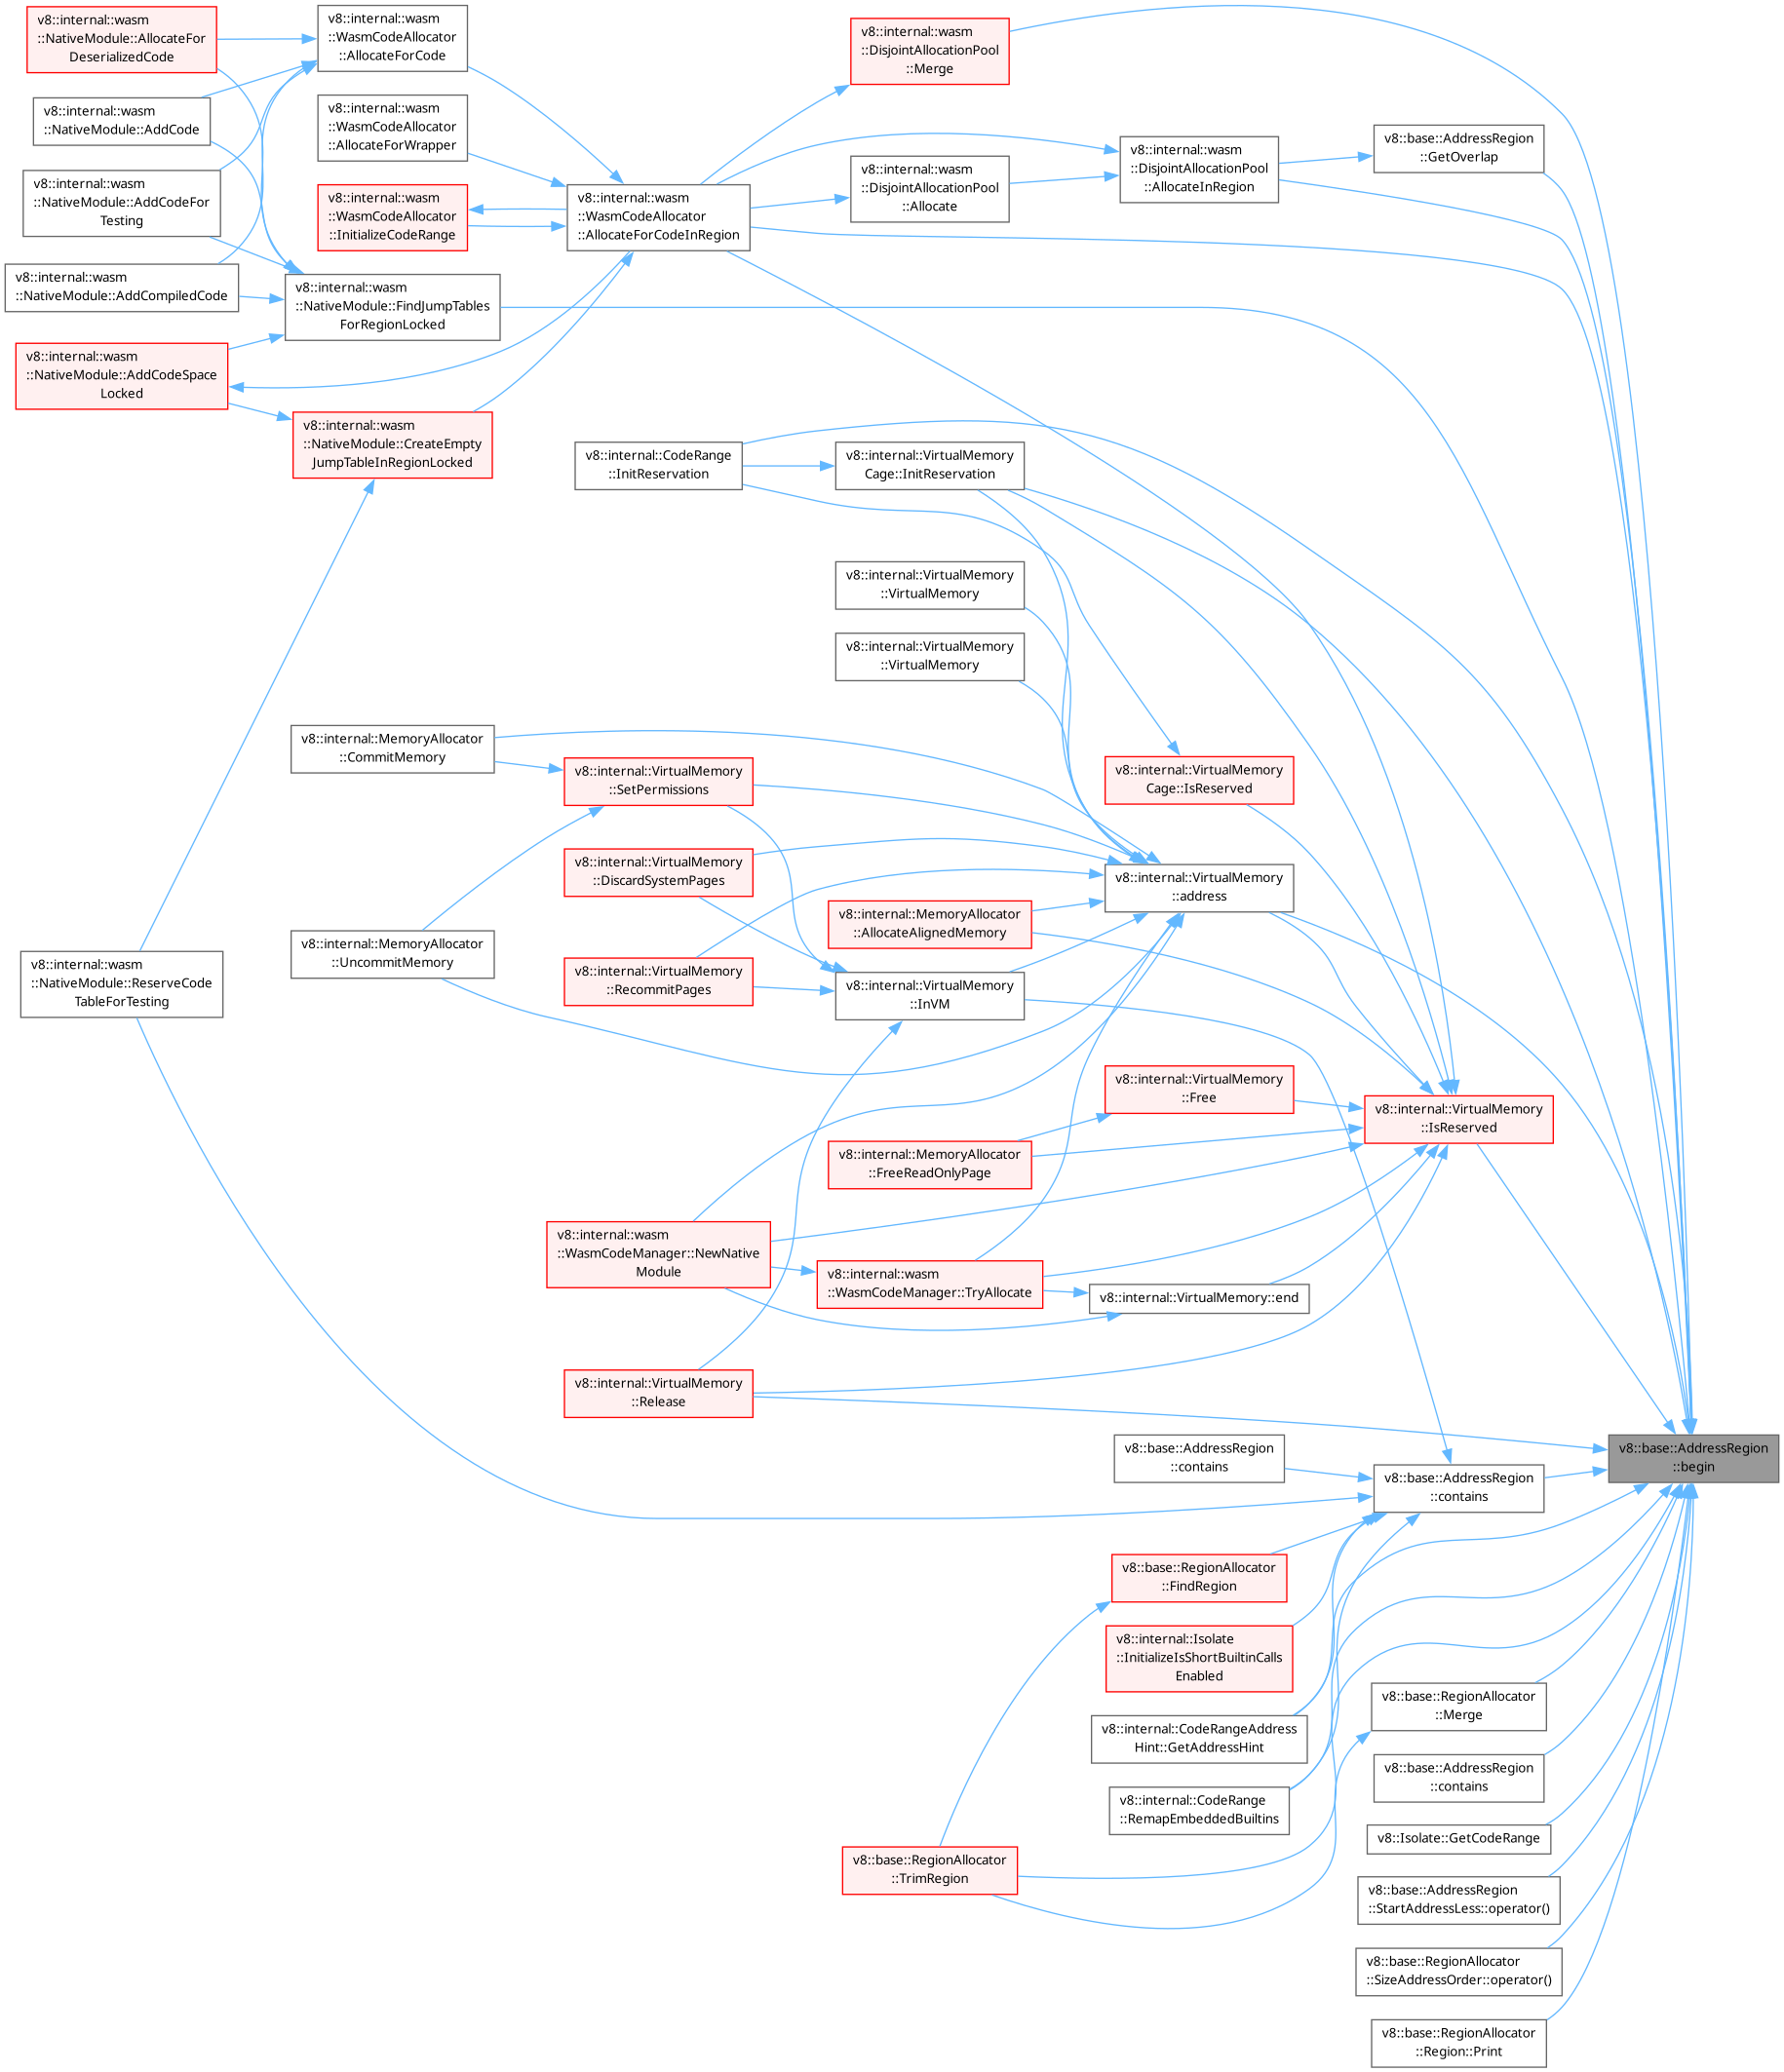 v8::internal::wasm
::NativeModule::AllocateFor
DeserializedCode
v8::internal::wasm
::WasmCodeAllocator
::AllocateForCode
v8::internal::wasm
::DisjointAllocationPool
::Merge
v8::internal::wasm
::NativeModule::AddCode
v8::internal::wasm
::WasmCodeAllocator
::AllocateForWrapper
v8::internal::wasm
::DisjointAllocationPool
::Allocate
v8::internal::wasm
::DisjointAllocationPool
::AllocateInRegion
v8::base::AddressRegion
::GetOverlap
v8::internal::wasm
::NativeModule::AddCodeFor
Testing
v8::internal::wasm
::WasmCodeAllocator
::InitializeCodeRange
v8::internal::wasm
::WasmCodeAllocator
::AllocateForCodeInRegion
v8::internal::wasm
::NativeModule::AddCompiledCode
v8::internal::wasm
::NativeModule::FindJumpTables
ForRegionLocked
v8::internal::wasm
::NativeModule::AddCodeSpace
Locked
v8::internal::wasm
::NativeModule::CreateEmpty
JumpTableInRegionLocked
v8::internal::CodeRange
::InitReservation
v8::internal::VirtualMemory
Cage::InitReservation
v8::internal::VirtualMemory
::VirtualMemory
v8::internal::VirtualMemory
::VirtualMemory
v8::internal::MemoryAllocator
::CommitMemory
v8::internal::VirtualMemory
::SetPermissions
v8::internal::VirtualMemory
Cage::IsReserved
v8::internal::VirtualMemory
::DiscardSystemPages
v8::internal::VirtualMemory
::address
v8::internal::MemoryAllocator
::AllocateAlignedMemory
v8::internal::MemoryAllocator
::UncommitMemory
v8::internal::VirtualMemory
::RecommitPages
v8::internal::VirtualMemory
::InVM
v8::internal::wasm
::NativeModule::ReserveCode
TableForTesting
v8::internal::VirtualMemory
::Free
v8::internal::VirtualMemory
::IsReserved
v8::internal::MemoryAllocator
::FreeReadOnlyPage
v8::internal::wasm
::WasmCodeManager::NewNative
Module
v8::internal::wasm
::WasmCodeManager::TryAllocate
v8::internal::VirtualMemory::end
v8::internal::VirtualMemory
::Release
v8::base::AddressRegion
::contains
v8::base::AddressRegion
::contains
v8::base::AddressRegion
::begin
v8::base::RegionAllocator
::FindRegion
v8::internal::Isolate
::InitializeIsShortBuiltinCalls
Enabled
v8::internal::CodeRangeAddress
Hint::GetAddressHint
v8::base::RegionAllocator
::Merge
v8::internal::CodeRange
::RemapEmbeddedBuiltins
v8::base::AddressRegion
::contains
v8::Isolate::GetCodeRange
v8::base::RegionAllocator
::TrimRegion
v8::base::AddressRegion
::StartAddressLess::operator()
v8::base::RegionAllocator
::SizeAddressOrder::operator()
v8::base::RegionAllocator
::Region::Print